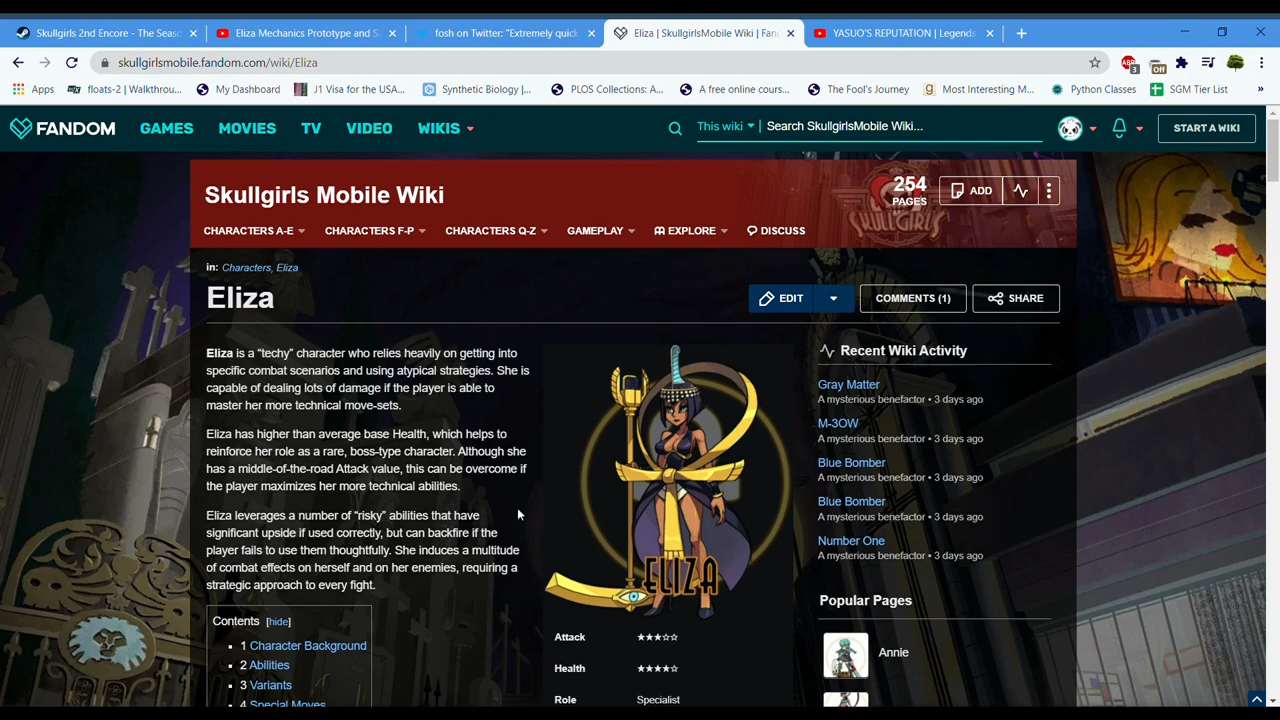 Skullgirls 2nd Encore - The Seaso
Eliza Mechanics Prototype and S
fosh on Twitter: "Extremely quick
Eliza | SkullgirlsMobile Wiki | Fan
YASUO'S REPUTATION | Legends
skullgirlsmobile.fandom.com/wiki/Eliza
ABP
3
Off
Apps
floats-2 | Walkthrou...
My Dashboard
J1 Visa for the USA...
Synthetic Biology |...
PLOS Collections: A...
A free online cours...
The Fool's Journey
Most Interesting M...
Python Classes
SGM Tier List
»
FANDOM
GAMES
MOVIES
TV
VIDEO
WIKIS
This wiki
Search SkullgirlsMobile Wiki...
START A WIKI
Skullgirls Mobile Wiki
254
PAGES
ADD
SKULLGIRLS
CHARACTERS A-E
CHARACTERS F-P
CHARACTERS Q-Z
GAMEPLAY
EXPLORE
DISCUSS
in: Characters, Eliza
Eliza
EDIT
COMMENTS (1)
SHARE
Eliza is a "techy" character who relies heavily on getting into
specific combat scenarios and using atypical strategies. She is
capable of dealing lots of damage if the player is able to
master her more technical move-sets.
Eliza has higher than average base Health, which helps to
reinforce her role as a rare, boss-type character. Although she
has a middle-of-the-road Attack value, this can be overcome if
the player maximizes her more technical abilities.
Eliza leverages a number of "risky" abilities that have
significant upside if used correctly, but can backfire if the
player fails to use them thoughtfully. She induces a multitude
of combat effects on herself and on her enemies, requiring a
strategic approach to every fight.
Contents [hide]
1 Character Background
2 Abilities
3 Variants
4 Special Moves
ELIZA
Attack ★★★☆☆
Health ★★★★☆
Role Specialist
Recent Wiki Activity
Gray Matter
A mysterious benefactor • 3 days ago
M-3OW
A mysterious benefactor • 3 days ago
Blue Bomber
A mysterious benefactor • 3 days ago
Blue Bomber
A mysterious benefactor • 3 days ago
Number One
A mysterious benefactor • 3 days ago
Popular Pages
Annie